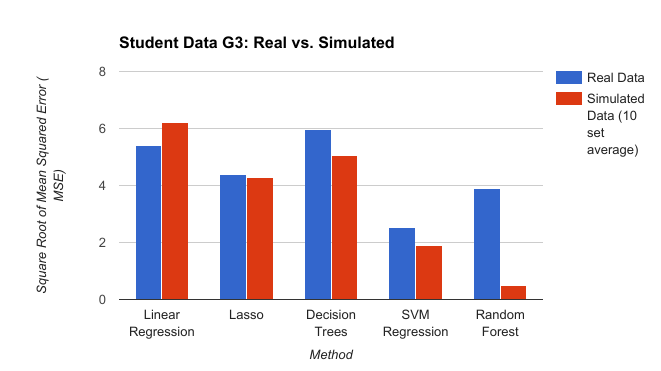 Student Data G3: Real vs. Simulated
Square Root of Mean Squared Error (
MSE)
8
6
4
2
0
Linear
Regression
Lasso
Decision
Trees
SVM
Regression
Random
Forest
Method
Real Data
Simulated
Data (10
set
average)